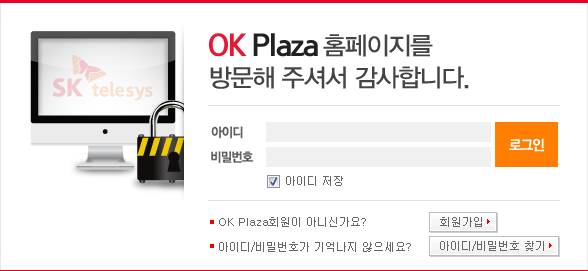 SK telesys
OK Plaza 홈페이지를
방문해 주셔서 감사합니다.
아이디
비밀번호
로그인
아이디 저장
OK Plaza회원이 아니신가요?
회원가입
아이디/비밀번호가 기억나지 않으세요?
아이디/비밀번호 찾기